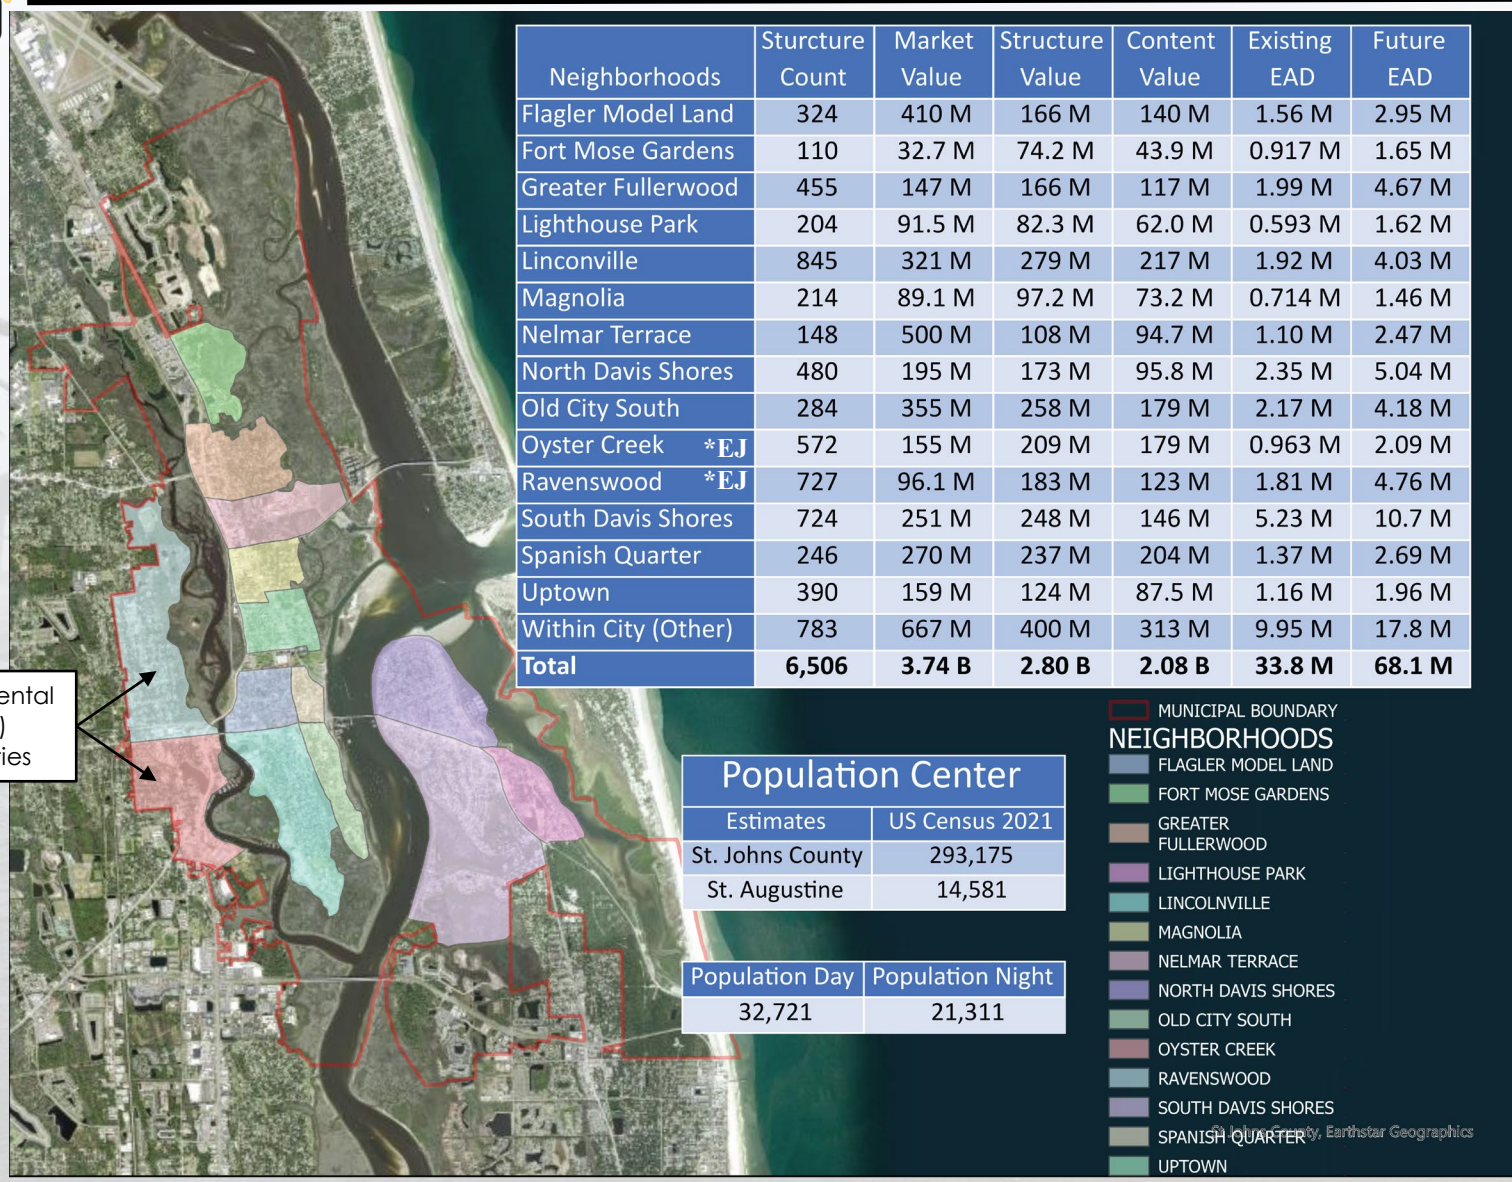 Neighborhoods Sturcture Count Market Value Structure Value Content Value Existing EAD Future EAD
Flagler Model Land 324 410 M 166 M 140 M 1.56 M 2.95 M
Fort Mose Gardens 110 32.7 M 74.2 M 43.9 M 0.917 M 1.65 M
Greater Fullerwood 455 147 M 166 M 117 M 1.99 M 4.67 M
Lighthouse Park 204 91.5 M 82.3 M 62.0 M 0.593 M 1.62 M
Linconville 845 321 M 279 M 217 M 1.92 M 4.03 M
Magnolia 214 89.1 M 97.2 M 73.2 M 0.714 M 1.46 M
Nelmar Terrace 148 500 M 108 M 94.7 M 1.10 M 2.47 M
North Davis Shores 480 195 M 173 M 95.8 M 2.35 M 5.04 M
Old City South 284 355 M 258 M 179 M 2.17 M 4.18 M
Oyster Creek *EJ 572 155 M 209 M 179 M 0.963 M 2.09 M
Ravenswood *EJ 727 96.1 M 183 M 123 M 1.81 M 4.76 M
South Davis Shores 724 251 M 248 M 146 M 5.23 M 10.7 M
Spanish Quarter 246 270 M 237 M 204 M 1.37 M 2.69 M
Uptown 390 159 M 124 M 87.5 M 1.16 M 1.96 M
Within City (Other) 783 667 M 400 M 313 M 9.95 M 17.8 M
Total 6,506 3.74 B 2.80 B 2.08 B 33.8 M 68.1 M
ental
)
ies
Population Center
Estimates US Census 2021
St. Johns County 293,175
St. Augustine 14,581
Population Day Population Night
32,721 21,311
MUNICIPAL BOUNDARY
NEIGHBORHOODS
FLAGLER MODEL LAND
FORT MOSE GARDENS
GREATER
FULLERWOOD
LIGHTHOUSE PARK
LINCOLNVILLE
MAGNOLIA
NELMAR TERRACE
NORTH DAVIS SHORES
OLD CITY SOUTH
OYSTER CREEK
RAVENSWOOD
SOUTH DAVIS SHORES
St Johns County, Earthstar Geographics
SPANISH QUARTER
UPTOWN